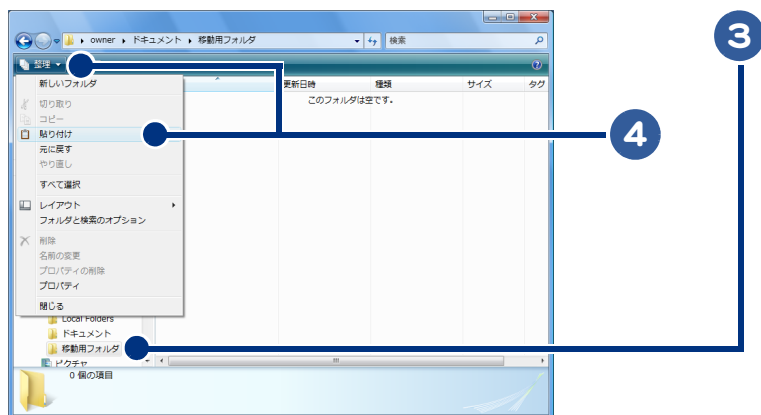 3
owner ▸ ドキュメント ▸ 移動用フォルダ
検索
整理
更新日時 種類 サイズ タグ
このフォルダは空です。
新しいフォルダ
切り取り
コピー
貼り付け
4
元に戻す
やり直し
すべて選択
レイアウト
フォルダと検索のオプション
削除
名前の変更
プロパティの削除
プロパティ
閉じる
Local Folders
ドキュメント
移動用フォルダ
ピクチャ
0 個の項目